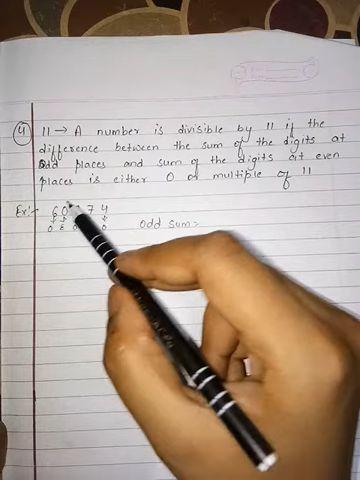 4 11 → A number is divisible by 11 if the
difference between the sum of the digits at
odd places and sum of the digits at even
places is either 0 or multiple of 11
Ex:- 6 0 7 4
O E O O Odd sum =